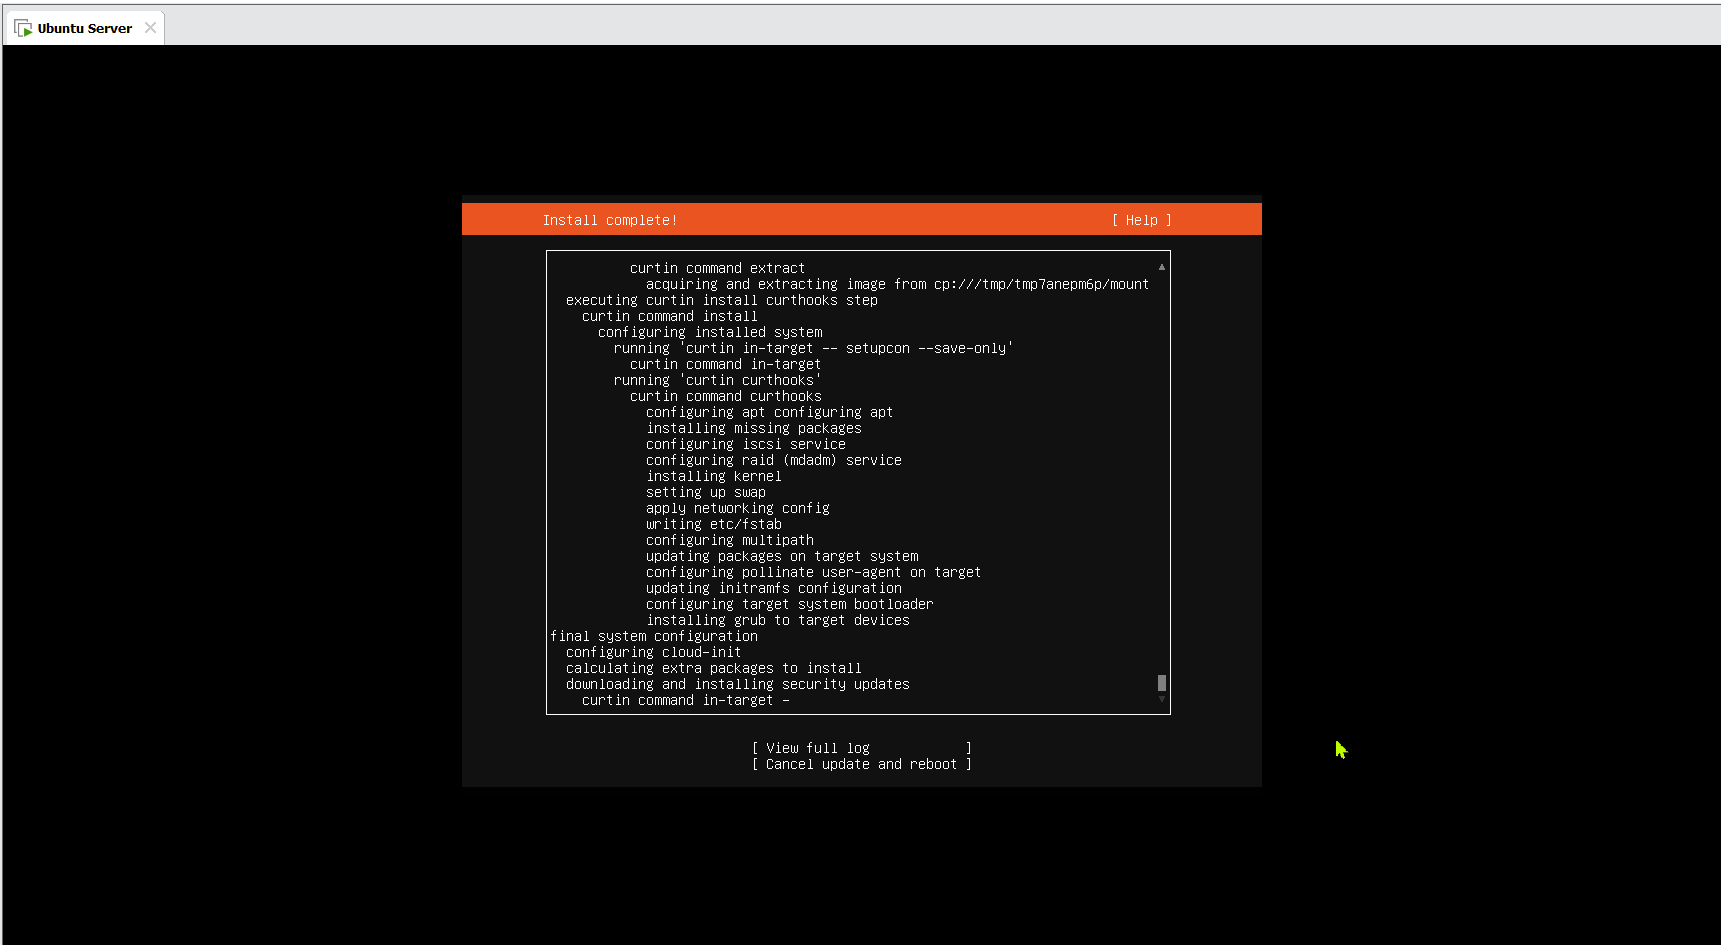 Ubuntu Server
Install complete!
[ Help ]
curtin command extract
acquiring and extracting image from cp:///tmp/tmp7anepm6p/mount
executing curtin install curthooks step
curtin command install
configuring installed system
running 'curtin in-target -- setupcon --save-only'
curtin command in-target
running 'curtin curthooks'
curtin command curthooks
configuring apt configuring apt
installing missing packages
configuring iscsi service
configuring raid (mdadm) service
installing kernel
setting up swap
apply networking config
writing etc/fstab
configuring multipath
updating packages on target system
configuring pollinate user-agent on target
updating initramfs configuration
configuring target system bootloader
installing grub to target devices
final system configuration
configuring cloud-init
calculating extra packages to install
downloading and installing security updates
curtin command in-target -
[ View full log ]
[ Cancel update and reboot ]